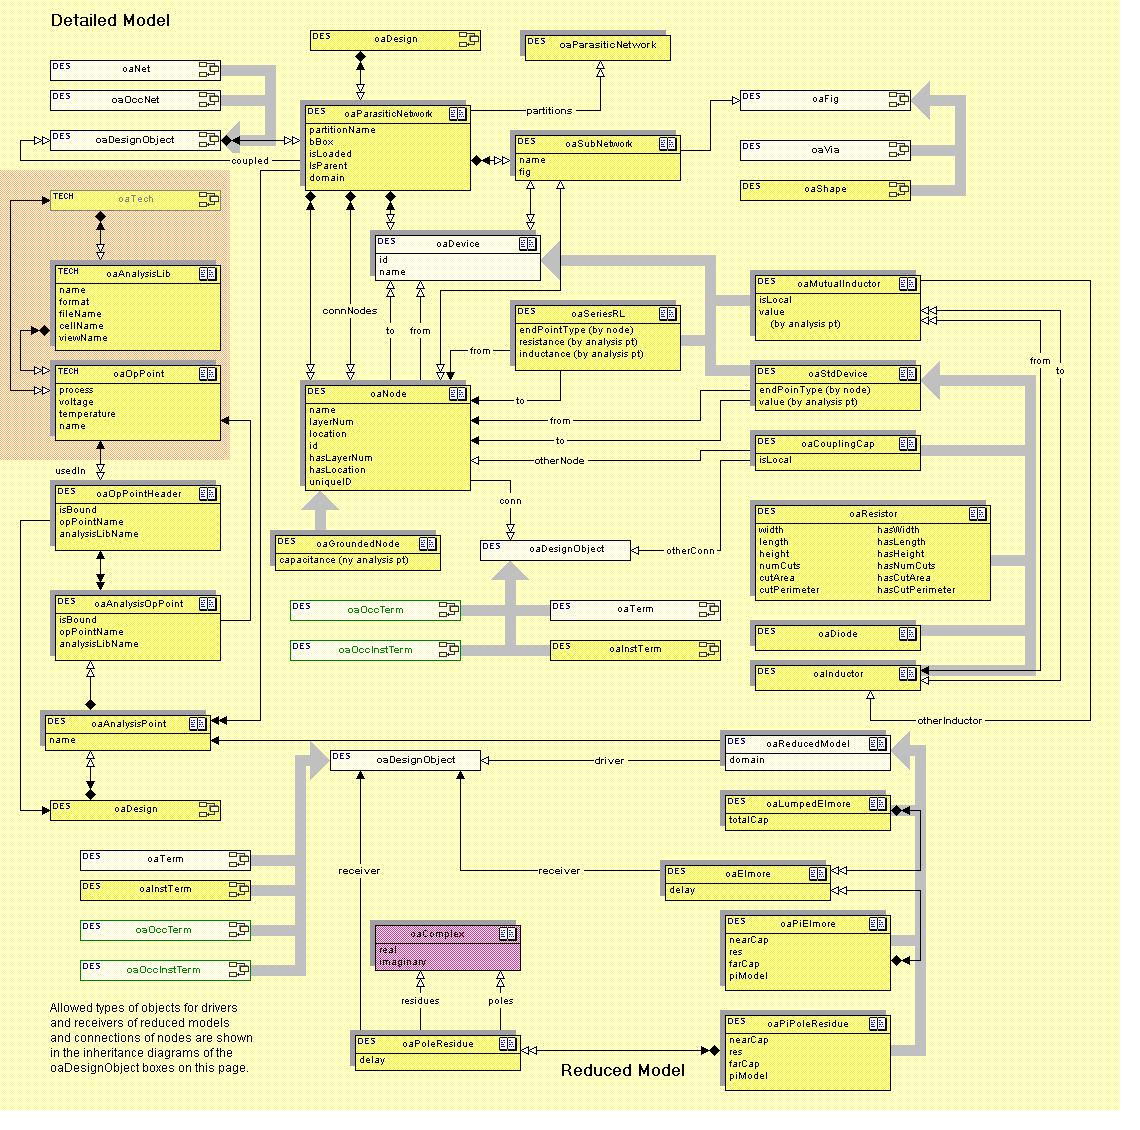 Detailed Model
DES oaDesign
DES oaParasiticNetwork
DES oaNet
DES oaOccNet
DES oaDesignObject
coupled
DES oaParasiticNetwork
partitionName
bBox
isLoaded
IsParent
domain
partitions
DES oaSubNetwork
name
fig
DES oaFig
DES oaVia
DES oaShape
TECH oaTech
TECH oaAnalysisLib
name
format
fileName
cellName
viewName
TECH oaOpPoint
process
voltage
temperature
name
usedIn
DES oaOpPointHeader
isBound
opPointName
analysisLibName
DES oaAnalysisOpPoint
isBound
opPointName
analysisLibName
DES oaAnalysisPoint
name
DES oaDesign
DES oaDevice
id
name
connNodes
to
from
DES oaSeriesRL
endPointType (by node)
resistance (by analysis pt)
inductance (by analysis pt)
from
to
DES oaMutualInductor
isLocal
value
(by analysis pt)
from
to
DES oaStdDevice
endPoinType (by node)
value (by analysis pt)
from
to
otherNode
DES oaCouplingCap
isLocal
DES oaNode
name
layerNum
location
id
hasLayerNum
hasLocation
uniqueID
conn
DES oaGroundedNode
capacitance (ny analysis pt)
DES oaDesignObject
otherConn
DES oaOccTerm
DES oaTerm
DES oaOccInstTerm
DES oaInstTerm
DES oaResistor
width hasWidth
length hasLength
height hasHeight
numCuts hasNumCuts
cutArea hasCutArea
cutPerimeter hasCutPerimeter
DES oaDiode
DES oaInductor
otherInductor
DES oaDesignObject
driver
DES oaReducedModel
domain
DES oaLumpedElmore
totalCap
receiver
receiver
DES oaElmore
delay
DES oaTerm
DES oaInstTerm
DES oaOccTerm
DES oaOccInstTerm
DES oaPiElmore
nearCap
res
farCap
piModel
oaComplex
real
imaginary
residues
poles
DES oaPoleResidue
delay
DES oaPiPoleResidue
nearCap
res
farCap
piModel
Reduced Model
Allowed types of objects for drivers
and receivers of reduced models
and connections of nodes are shown
in the inheritance diagrams of the
oaDesignObject boxes on this page.